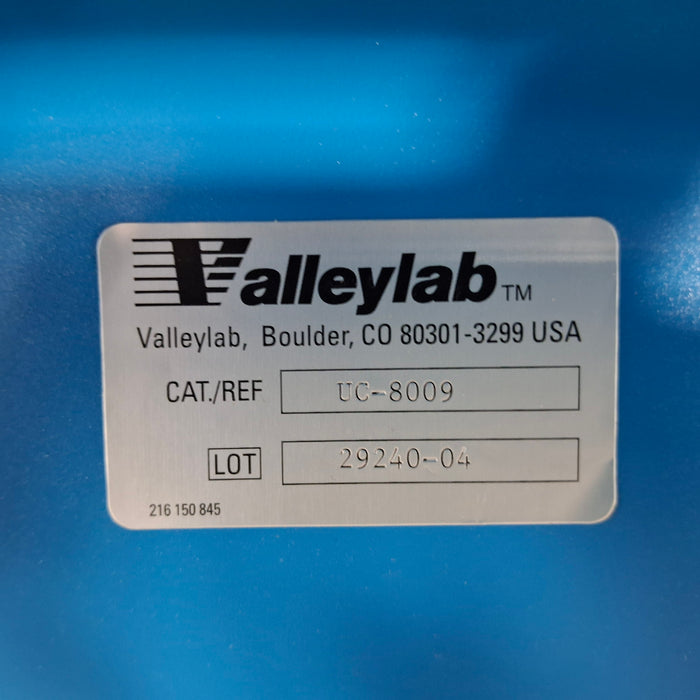 Valleylab™
Valleylab, Boulder, CO 80301-3299 USA
CAT./REF UC-8009
LOT 29240-04
216 150 845